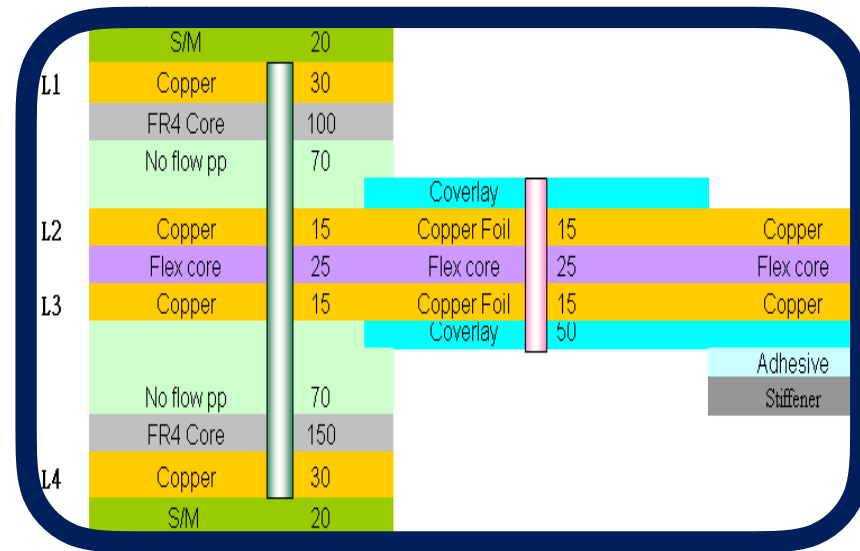 S/M 20
L1 Copper 30
FR4 Core 100
No flow pp 70
Coverlay
L2 Copper 15 Copper Foil 15 Copper
Flex core 25 Flex core 25 Flex core
L3 Copper 15 Copper Foil 15 Copper
Coverlay 50
Adhesive
No flow pp 70 Stiffener
FR4 Core 150
L4 Copper 30
S/M 20